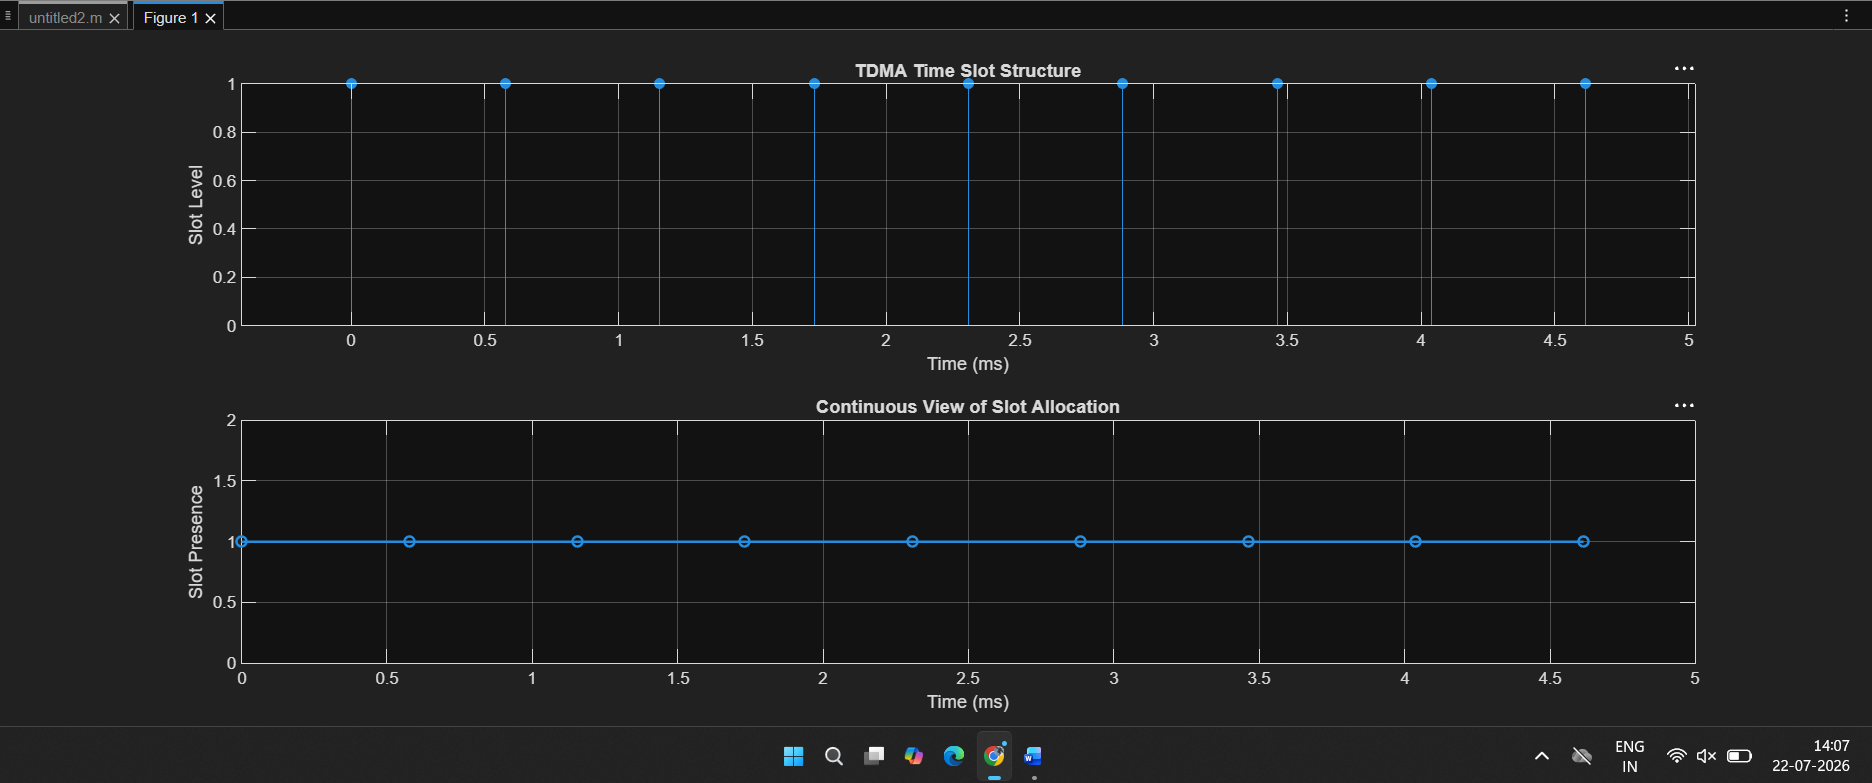 untitled2.m
Figure 1
TDMA Time Slot Structure
1
0.8
0.6
0.4
0.2
0
Slot Level
0 0.5 1 1.5 2 2.5 3 3.5 4 4.5 5
Time (ms)
Continuous View of Slot Allocation
2
1.5
1
0.5
0
Slot Presence
0 0.5 1 1.5 2 2.5 3 3.5 4 4.5 5
Time (ms)
ENG
IN
14:07
22-07-2026